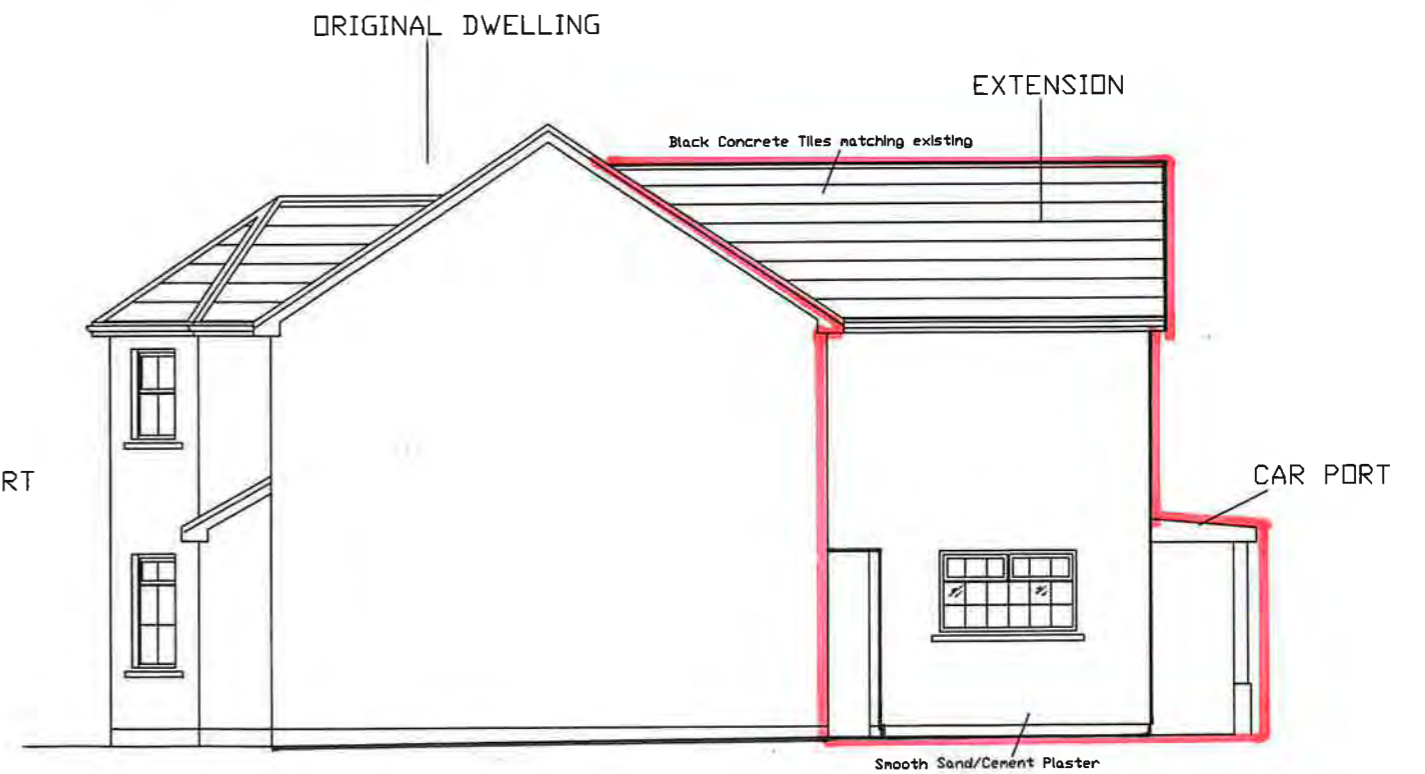 ORIGINAL DWELLING
EXTENSION
Black Concrete Tiles matching existing
RT
CAR PORT
Smooth Sand/Cement Plaster